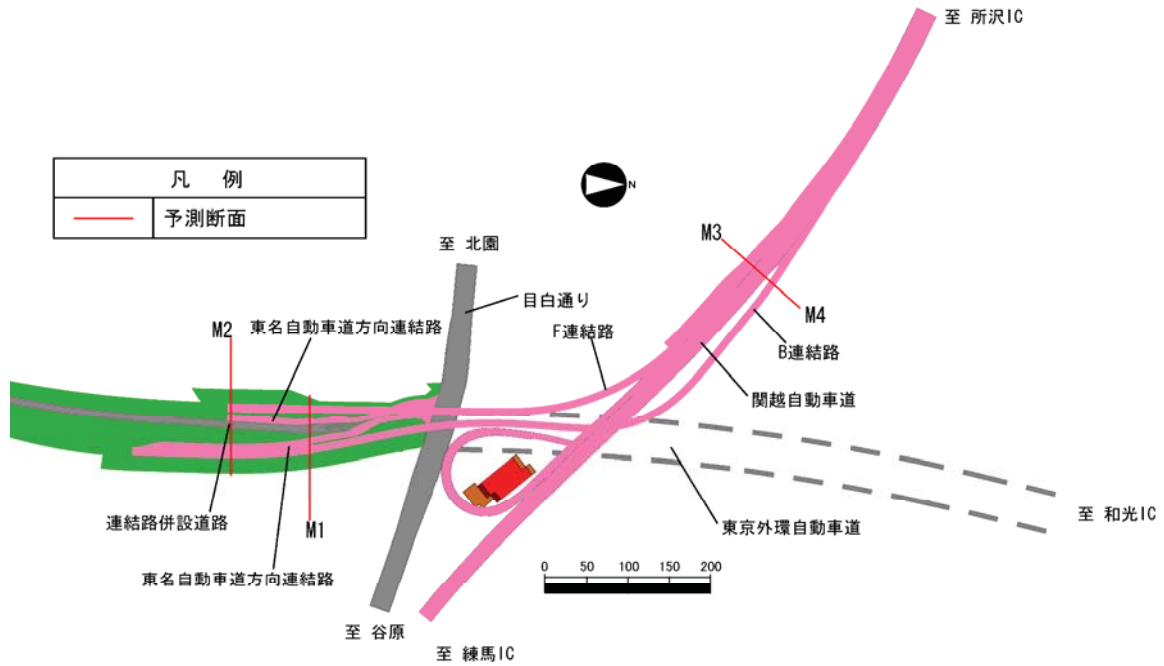 至 所沢IC
凡 例
予測断面
N
M3
至 北園
目白通り
M4
M2
東名自動車道方向連結路
F連結路
B連結路
関越自動車道
連結路併設道路
M1
東京外環自動車道
至 和光IC
東名自動車道方向連結路
0 50 100 150 200
至 谷原
至 練馬IC